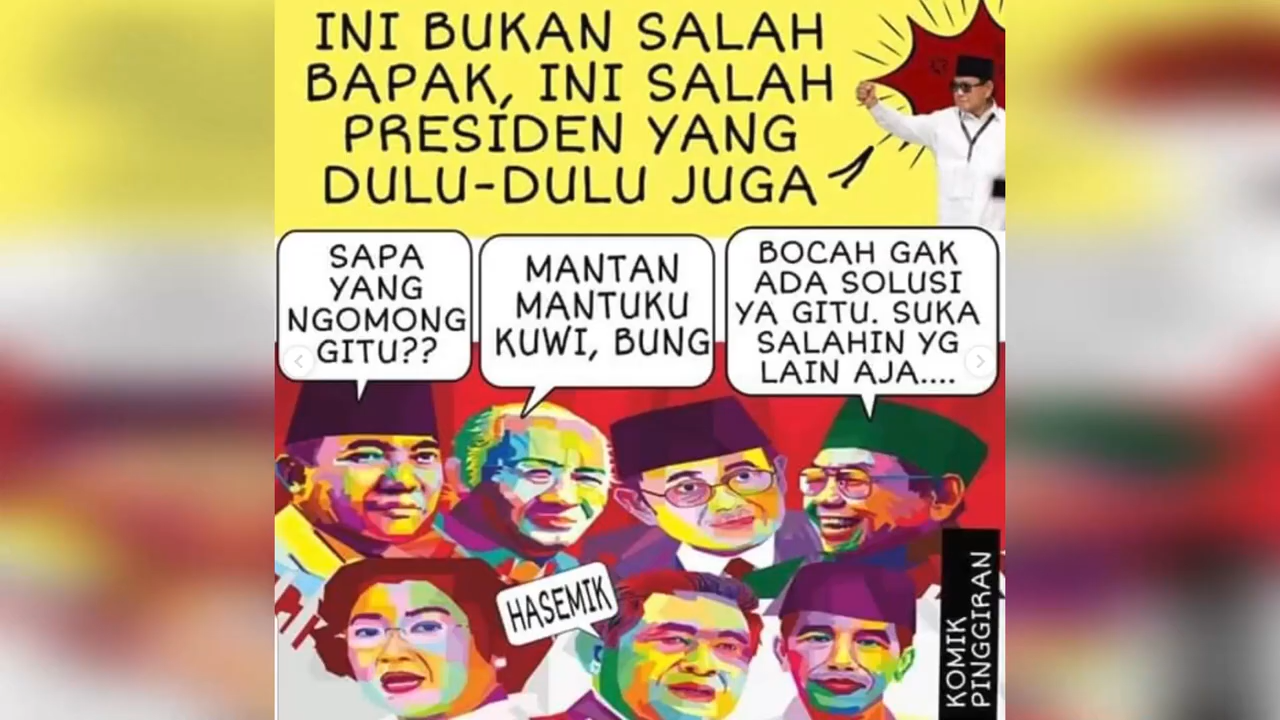 INI BUKAN SALAH
BAPAK, INI SALAH
PRESIDEN YANG
DULU-DULU JUGA
SAPA
YANG
NGOMONG
GITU??
MANTAN
MANTUKU
KUWI, BUNG
BOCAH GAK
ADA SOLUSI
YA GITU. SUKA
SALAHIN YG
LAIN AJA....
HASEMIK
KOMIK
PINGGIRAN